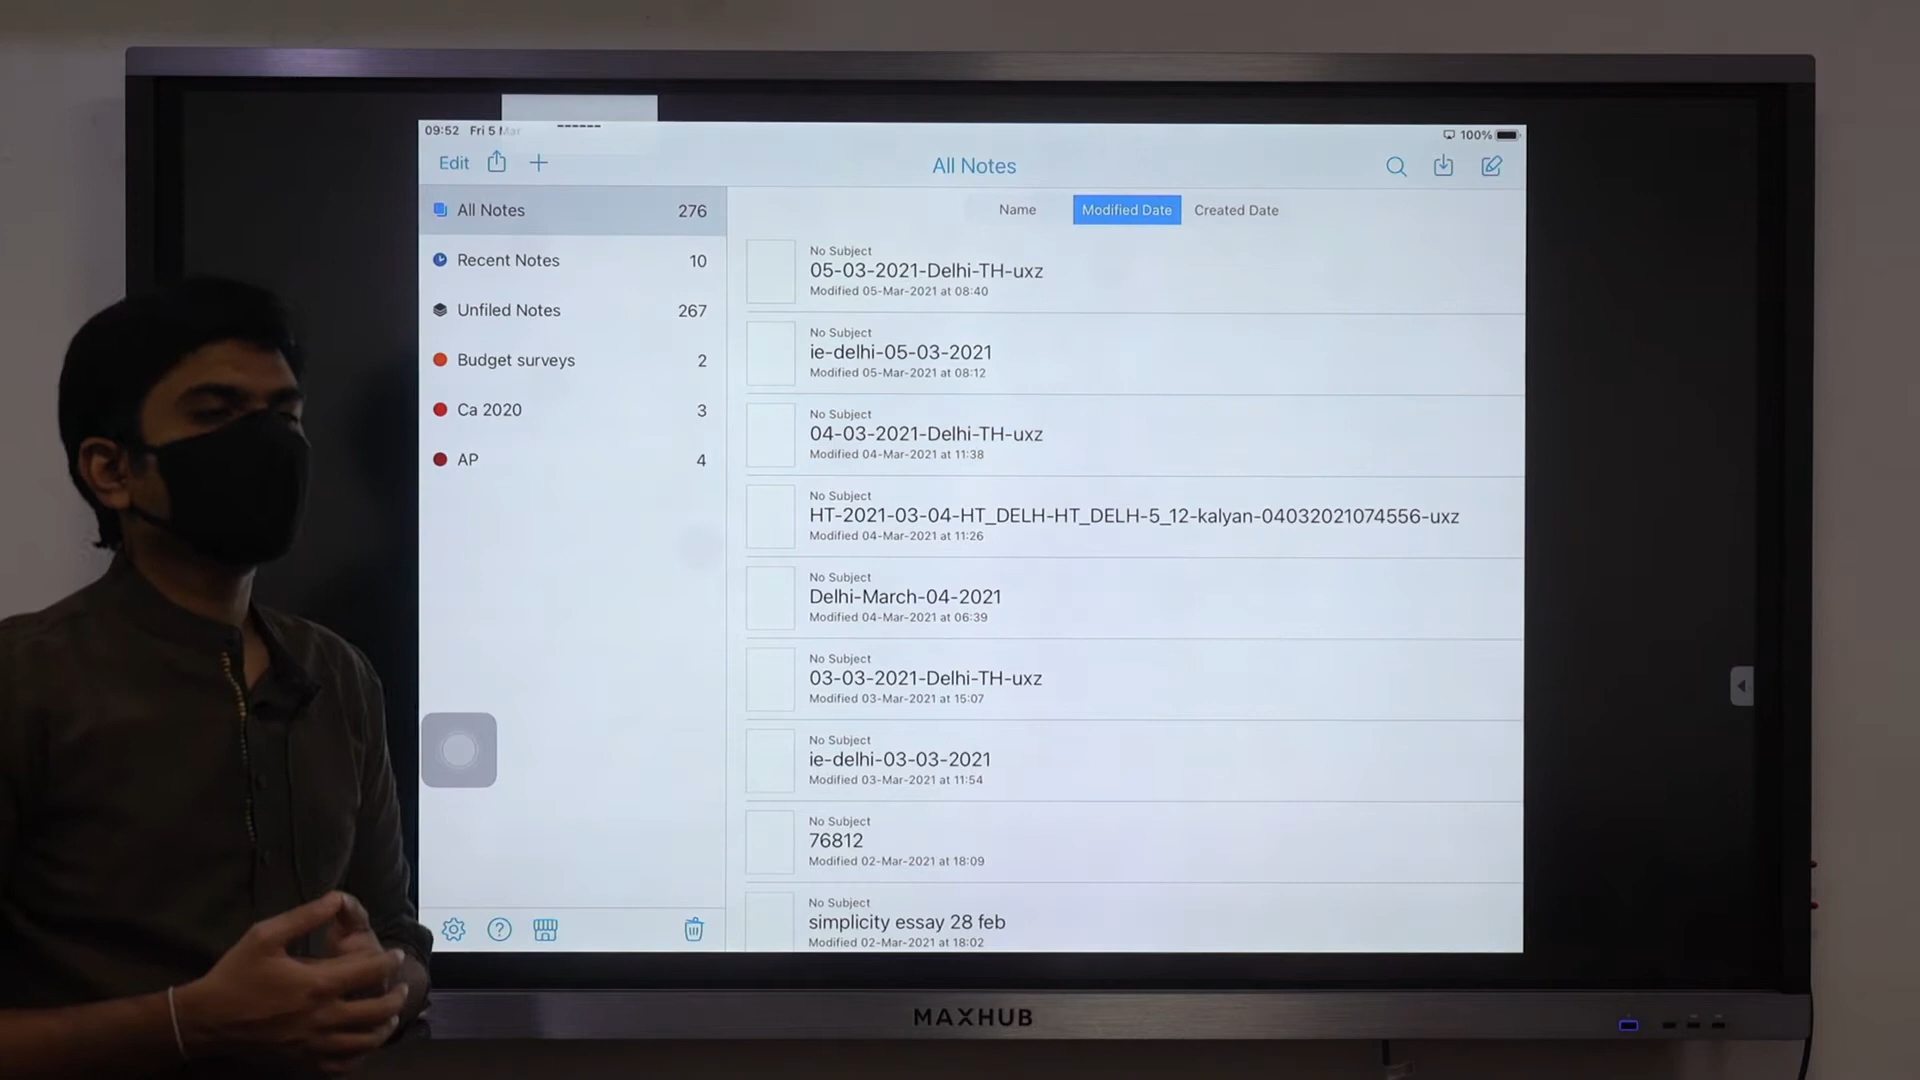 09:52 Fri 5 Mar
100%
Edit
All Notes
All Notes 276
Recent Notes 10
Unfiled Notes 267
Budget surveys 2
Ca 2020 3
AP 4
Name Modified Date Created Date
No Subject
05-03-2021-Delhi-TH-uxz
Modified 05-Mar-2021 at 08:40
No Subject
ie-delhi-05-03-2021
Modified 05-Mar-2021 at 08:12
No Subject
04-03-2021-Delhi-TH-uxz
Modified 04-Mar-2021 at 11:38
No Subject
HT-2021-03-04-HT_DELH-HT_DELH-5_12-kalyan-04032021074556-uxz
Modified 04-Mar-2021 at 11:26
No Subject
Delhi-March-04-2021
Modified 04-Mar-2021 at 06:39
No Subject
03-03-2021-Delhi-TH-uxz
Modified 03-Mar-2021 at 15:07
No Subject
ie-delhi-03-03-2021
Modified 03-Mar-2021 at 11:54
No Subject
76812
Modified 02-Mar-2021 at 18:09
No Subject
simplicity essay 28 feb
Modified 02-Mar-2021 at 18:02
MAXHUB